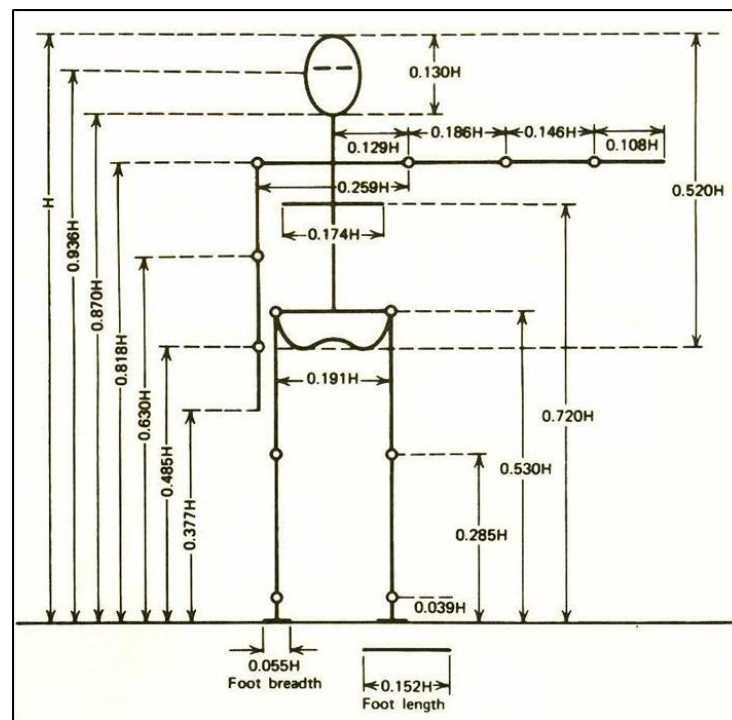 0.130H
0.129H
0.186H
0.146H
0.108H
0.259H
0.520H
0.174H
H
0.936H
0.870H
0.818H
0.630H
0.485H
0.377H
0.191H
0.720H
0.530H
0.285H
0.039H
0.055H
Foot breadth
0.152H
Foot length